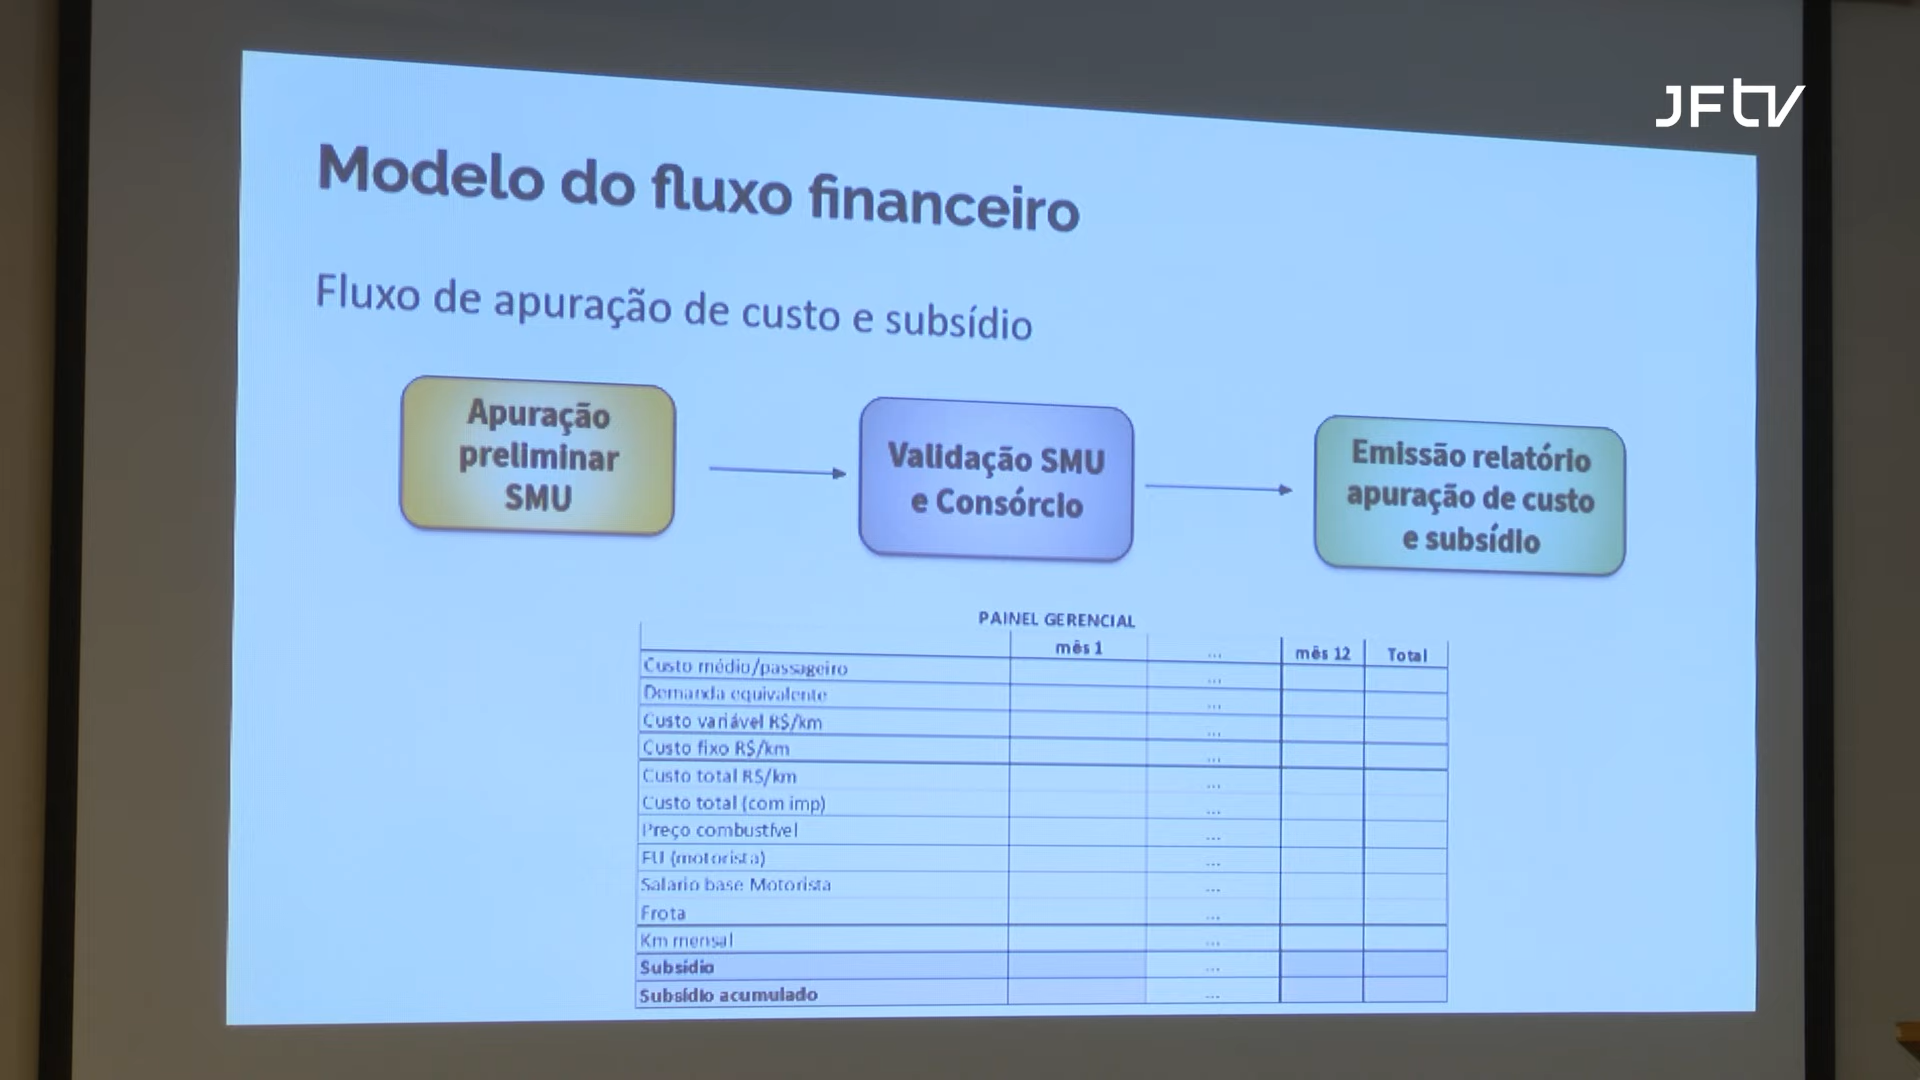 JFTV
Modelo do fluxo financeiro
Fluxo de apuração de custo e subsídio
Apuração
preliminar
SMU
Validação SMU
e Consórcio
Emissão relatório
apuração de custo
e subsídio
PAINEL GERENCIAL
mês 1 ... mês 12 Total
Custo médio/passageiro ...
Demanda equivalente ...
Custo variável R$/km ...
Custo fixo R$/km ...
Custo total R$/km ...
Custo total (com imp) ...
Preço combustível ...
FU (motorista) ...
Salario base Motorista ...
Frota ...
Km mensal ...
Subsídio ...
Subsídio acumulado ...